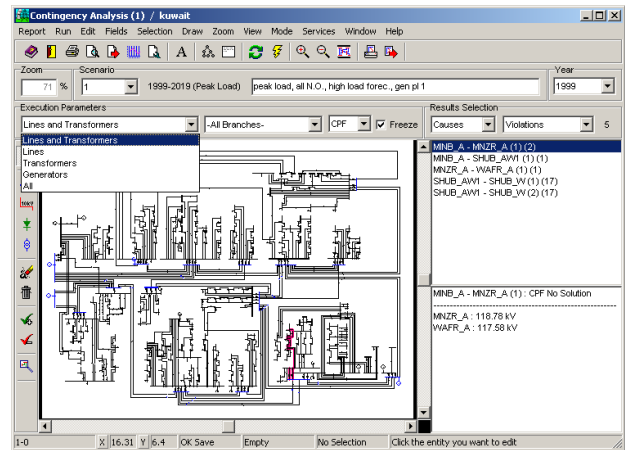 Contingency Analysis (1) / kuwait
Report Run Edit Fields Selection Draw Zoom View Mode Services Window Help
Zoom Scenario Year
71 % 1 1999-2019 (Peak Load) peak load, all N.O., high load forec., gen pl 1 1999
Execution Parameters Results Selection
Lines and Transformers -All Branches- CPF Freeze Causes Violations 5
Lines and Transformers
Lines
Transformers
Generators
All
MNB_A - MNZR_A (1) (2)
MNB_A - SHUB_AW1 (1) (1)
MNZR_A - WAFR_A (1) (1)
SHUB_AW1 - SHUB_W (1) (17)
SHUB_AW1 - SHUB_W (2) (17)
MNB_A - MNZR_A (1) : CPF No Solution
MNZR_A : 118.78 kV
WAFR_A : 117.58 kV
1-0 X 16.31 Y 6.4 OK Save Empty No Selection Click the entity you want to edit